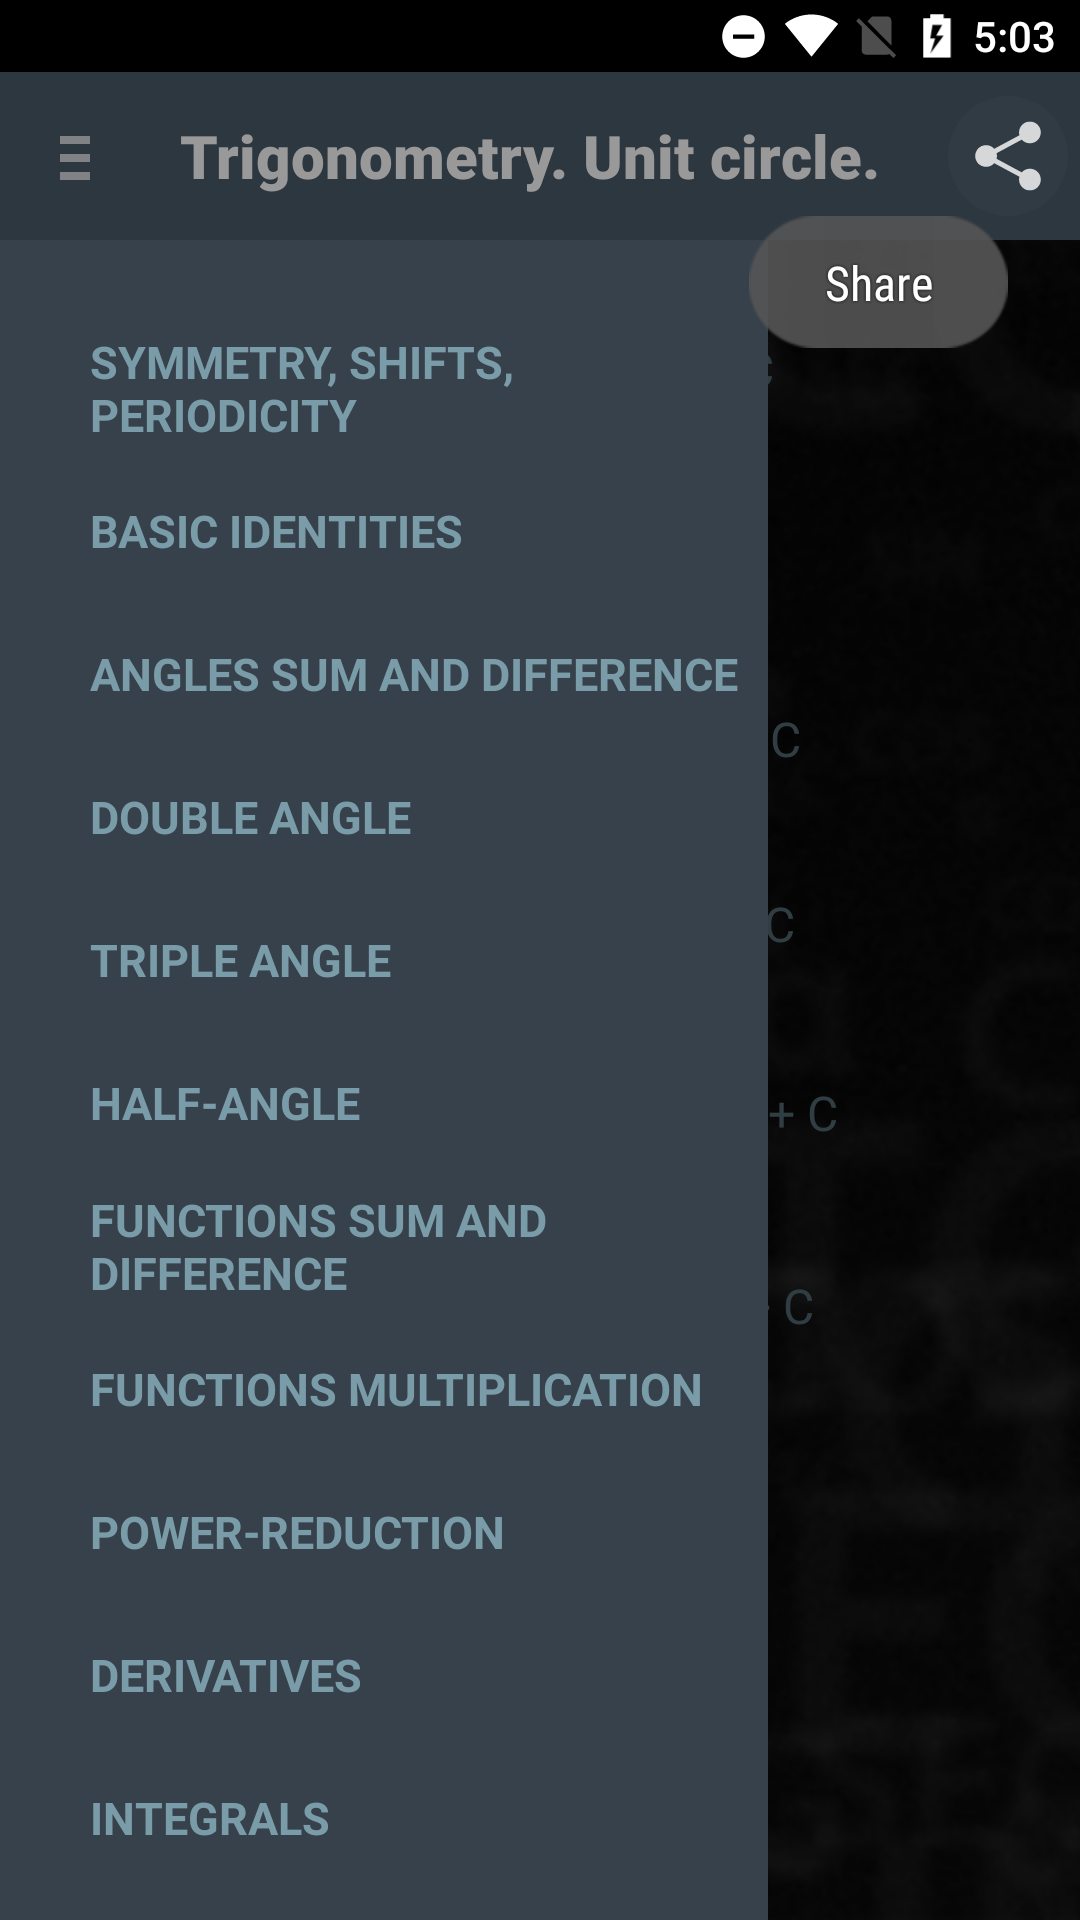 5:03
Trigonometry. Unit circle.
Share
SYMMETRY, SHIFTS,
PERIODICITY
C
BASIC IDENTITIES
ANGLES SUM AND DIFFERENCE
C
DOUBLE ANGLE
C
TRIPLE ANGLE
HALF-ANGLE
+ C
FUNCTIONS SUM AND
DIFFERENCE
C
FUNCTIONS MULTIPLICATION
POWER-REDUCTION
DERIVATIVES
INTEGRALS